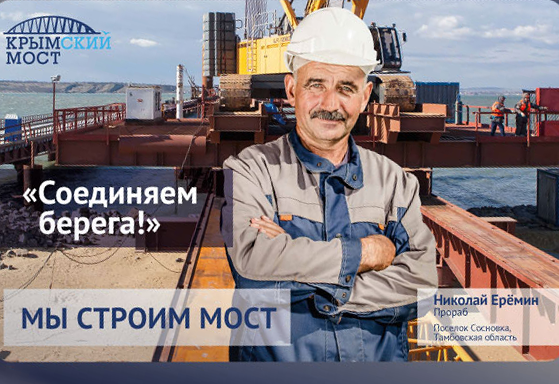 КРЫМСКИЙ
МОСТ
«Соединяем
берега!»
МЫ СТРОИМ МОСТ
Николай Ерёмин
Прораб
Поселок Сосновка,
Тамбовская область